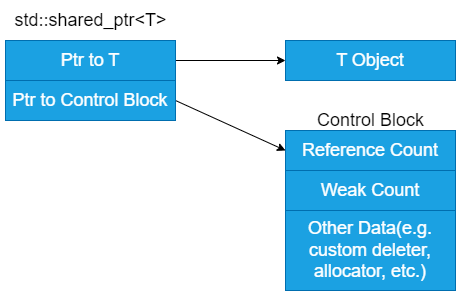 std::shared_ptr<T>
Ptr to T
Ptr to Control Block
T Object
Control Block
Reference Count
Weak Count
Other Data(e.g.
custom deleter,
allocator, etc.)